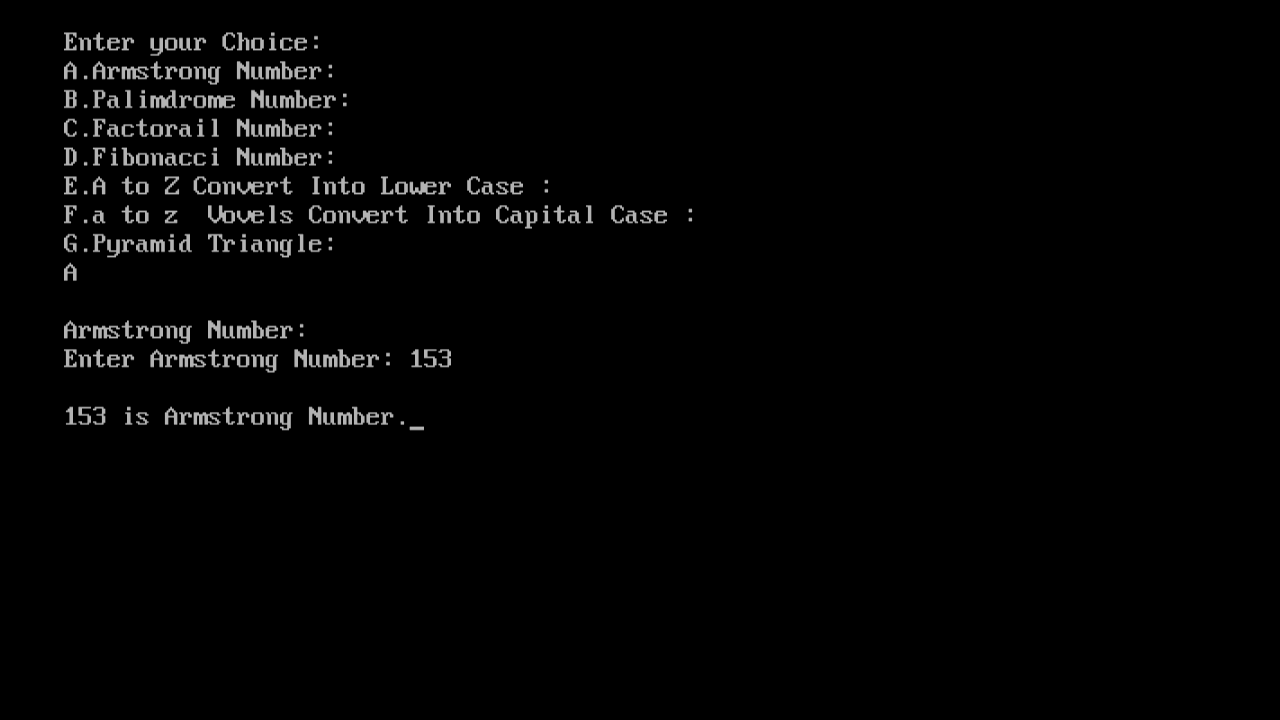 Enter your Choice:
A.Armstrong Number:
B.Palimdrome Number:
C.Factorail Number:
D.Fibonacci Number:
E.A to Z Convert Into Lower Case :
F.a to z  Vovels Convert Into Capital Case :
G.Pyramid Triangle:
A
Armstrong Number:
Enter Armstrong Number: 153
153 is Armstrong Number._